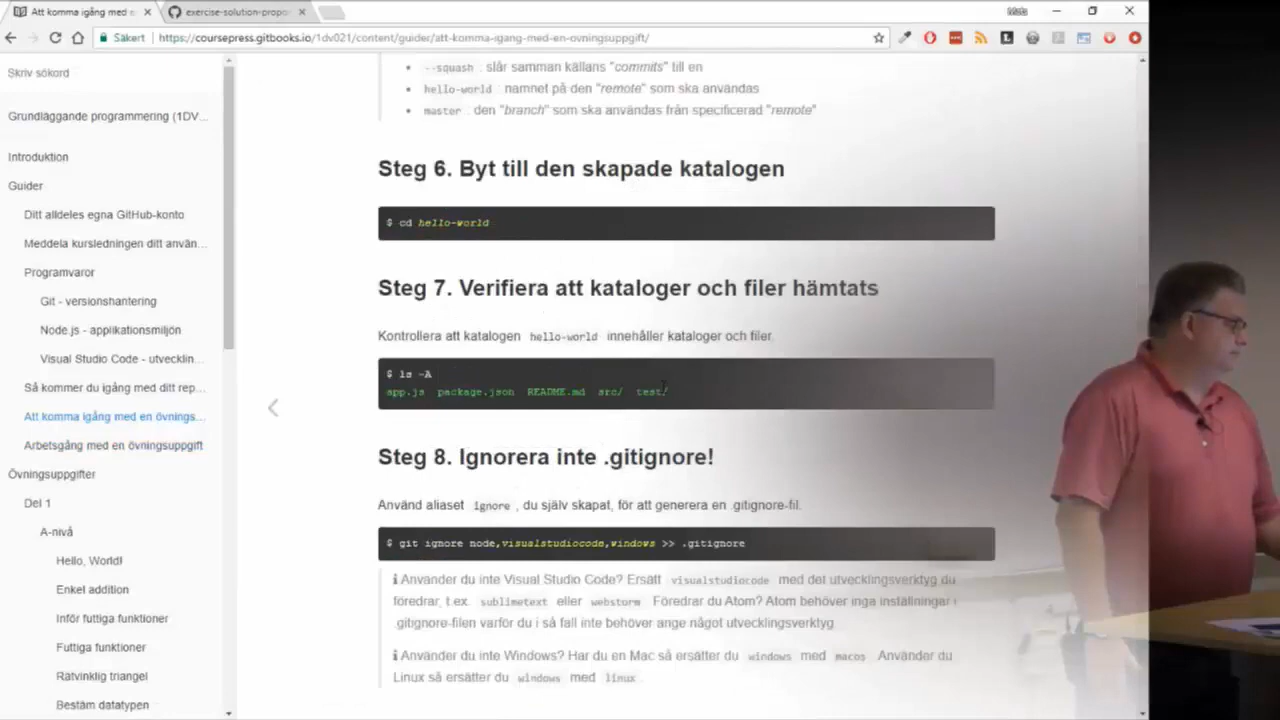 Att komma igång med
exercise-solution-propo
Mats
Säkert
https://coursepress.gitbooks.io/1dv021/content/guider/att-komma-igang-med-en-ovningsuppgift/
Skriv sökord
Grundläggande programmering (1DV...
Introduktion
Guider
Ditt alldeles egna GitHub-konto
Meddela kursledningen ditt använ...
Programvaror
Git - versionshantering
Node.js - applikationsmiljön
Visual Studio Code - utvecklin...
Så kommer du igång med ditt rep...
Att komma igång med en övnings...
Arbetsgång med en övningsuppgift
Övningsuppgifter
Del 1
A-nivå
Hello, World!
Enkel addition
Inför futtiga funktioner
Futtiga funktioner
Rätvinklig triangel
Bestäm datatypen
--squash : slår samman källans "commits" till en
hello-world : namnet på den "remote" som ska användas
master : den "branch" som ska användas från specificerad "remote"
Steg 6. Byt till den skapade katalogen
$ cd hello-world
Steg 7. Verifiera att kataloger och filer hämtats
Kontrollera att katalogen hello-world innehåller kataloger och filer.
$ ls -A
app.js package.json README.md src/ test/
Steg 8. Ignorera inte .gitignore!
Använd aliaset ignore , du själv skapat, för att generera en .gitignore-fil.
$ git ignore node,visualstudiocode,windows >> .gitignore
ℹ Använder du inte Visual Studio Code? Ersätt visualstudiocode med det utvecklingsverktyg du
föredrar, t.ex. sublimetext eller webstorm Föredrar du Atom? Atom behöver inga inställningar i
.gitignore-filen varför du i så fall inte behöver ange något utvecklingsverktyg.
ℹ Använder du inte Windows? Har du en Mac så ersätter du windows med macos Använder du
Linux så ersätter du windows med linux .